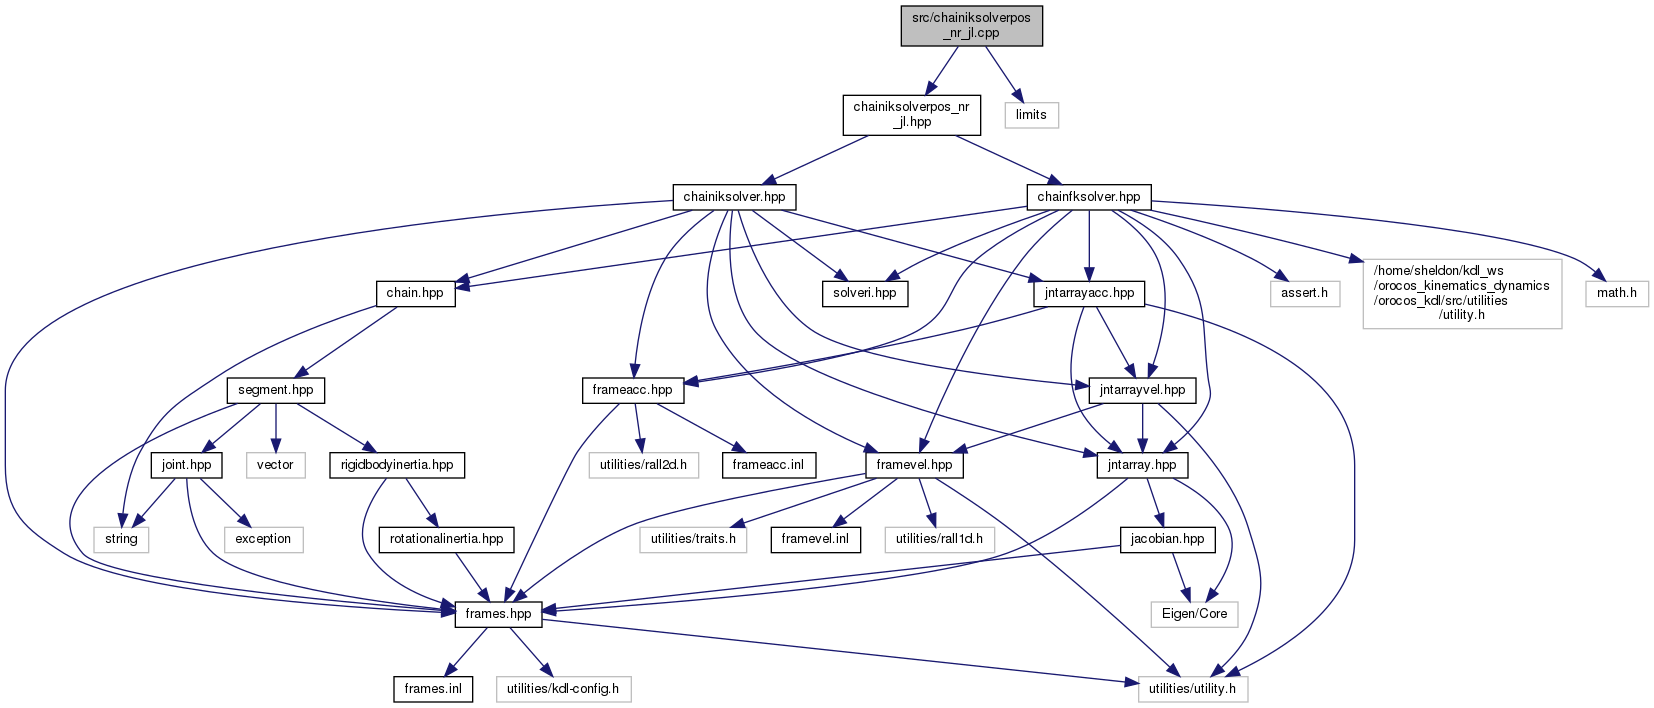 src/chainiksolverpos
_nr_jl.cpp
chainiksolverpos_nr
_jl.hpp
limits
chainiksolver.hpp
chainfksolver.hpp
chain.hpp
solveri.hpp
jntarrayacc.hpp
assert.h
/home/sheldon/kdl_ws
/orocos_kinematics_dynamics
/orocos_kdl/src/utilities
/utility.h
math.h
segment.hpp
frameacc.hpp
jntarrayvel.hpp
joint.hpp
vector
rigidbodyinertia.hpp
utilities/rall2d.h
frameacc.inl
framevel.hpp
jntarray.hpp
string
exception
rotationalinertia.hpp
utilities/traits.h
framevel.inl
utilities/rall1d.h
jacobian.hpp
frames.hpp
Eigen/Core
frames.inl
utilities/kdl-config.h
utilities/utility.h